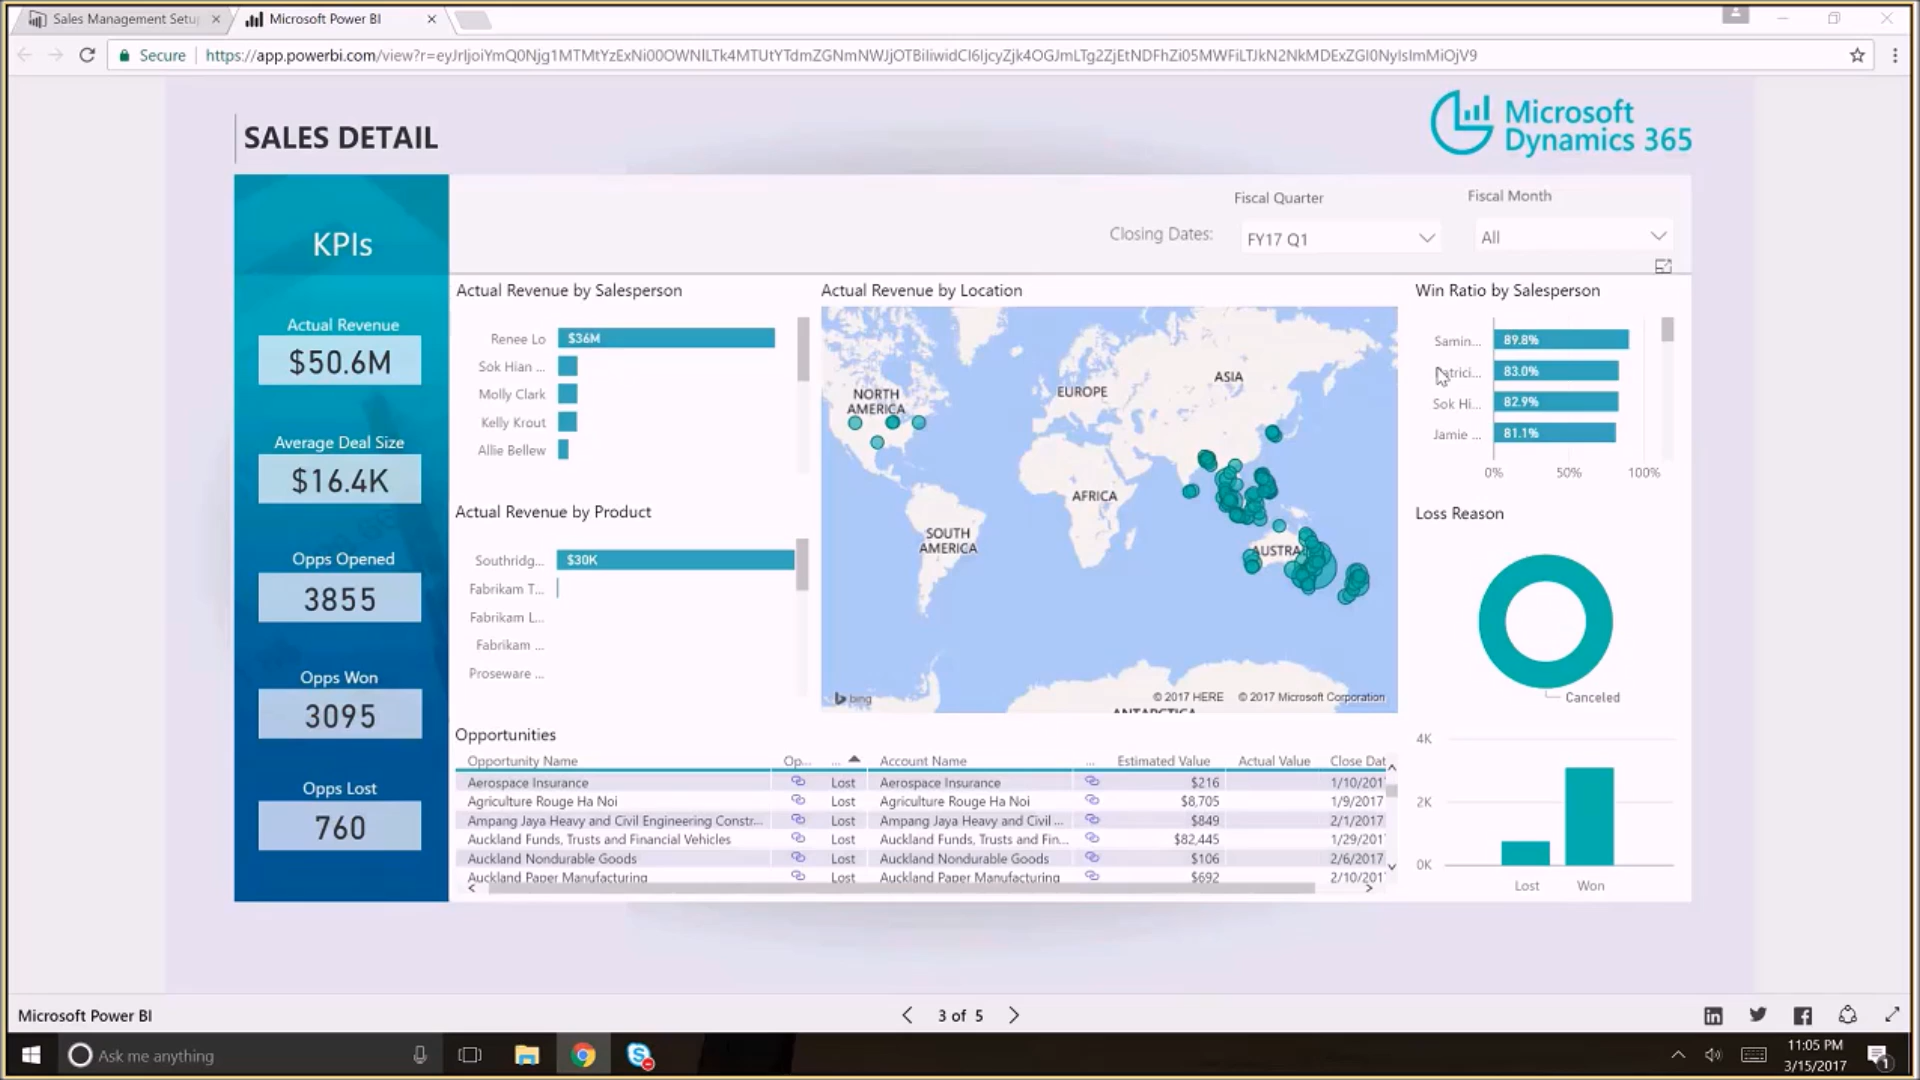 Sales Management Setu
Microsoft Power BI
Secure
SALES DETAIL
Microsoft
Dynamics 365
KPIs
Actual Revenue
$50.6M
Average Deal Size
$16.4K
Opps Opened
3855
Opps Won
3095
Opps Lost
760
Closing Dates:
Fiscal Quarter
FY17 Q1
Fiscal Month
All
Actual Revenue by Salesperson
Renee Lo $36M
Sok Hian ...
Molly Clark
Kelly Krout
Allie Bellew
Actual Revenue by Product
Southridg... $30K
Fabrikam T...
Fabrikam L...
Fabrikam ...
Proseware ...
Actual Revenue by Location
NORTH
AMERICA
EUROPE
ASIA
AFRICA
SOUTH
AMERICA
AUSTRA
bing
© 2017 HERE © 2017 Microsoft Corporation
ANTARCTICA
Win Ratio by Salesperson
Samin... 89.8%
atrici... 83.0%
Sok Hi... 82.9%
Jamie ... 81.1%
0% 50% 100%
Loss Reason
Canceled
4K
2K
0K
Lost Won
Opportunities
Opportunity Name Op... ... Account Name ... Estimated Value Actual Value Close Dat
Aerospace Insurance Lost Aerospace Insurance $216 1/10/201
Agriculture Rouge Ha Noi Lost Agriculture Rouge Ha Noi $8,705 1/9/2017
Ampang Jaya Heavy and Civil Engineering Constr... Lost Ampang Jaya Heavy and Civil ... $849 2/1/2017
Auckland Funds, Trusts and Financial Vehicles Lost Auckland Funds, Trusts and Fin... $82,445 1/29/201
Auckland Nondurable Goods Lost Auckland Nondurable Goods $106 2/6/2017
Auckland Paper Manufacturing Lost Auckland Paper Manufacturing $692 2/10/201
Microsoft Power BI
3 of 5
Ask me anything
11:05 PM
3/15/2017
1